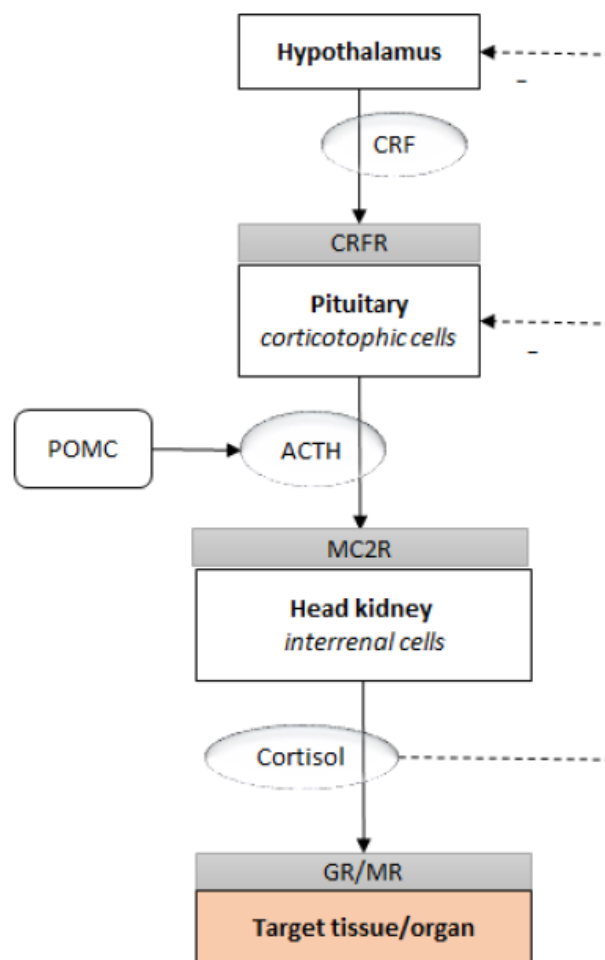 Hypothalamus
-
CRF
CRFR
Pituitary
corticotophic cells
-
POMC
ACTH
MC2R
Head kidney
interrenal cells
Cortisol
GR/MR
Target tissue/organ